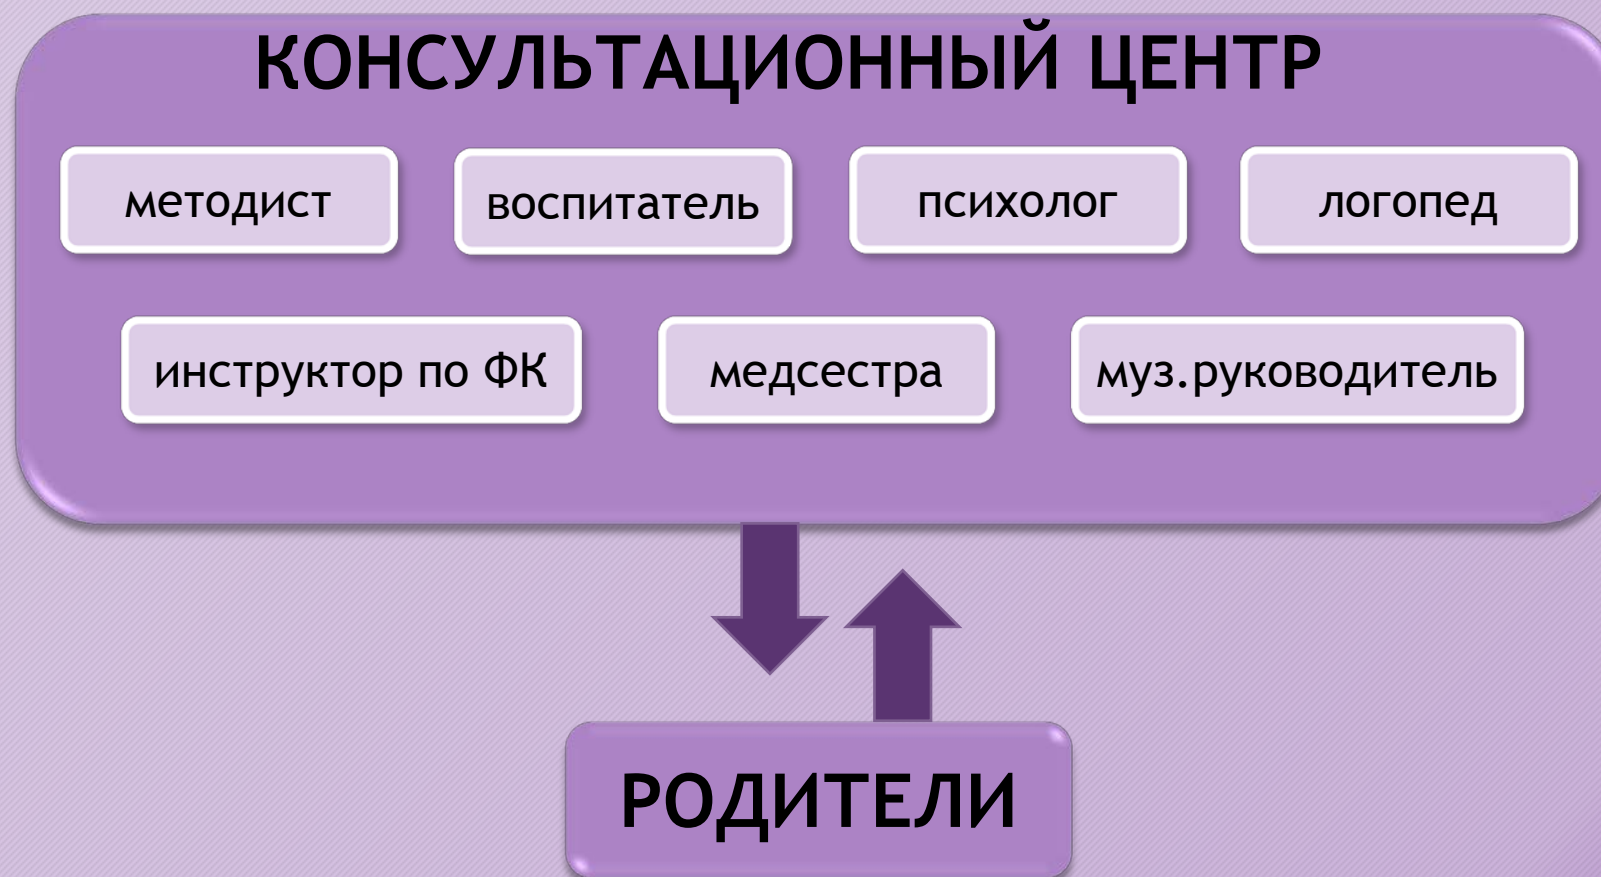 КОНСУЛЬТАЦИОННЫЙ ЦЕНТР
методист
воспитатель
психолог
логопед
инструктор по ФК
медсестра
муз.руководитель
РОДИТЕЛИ